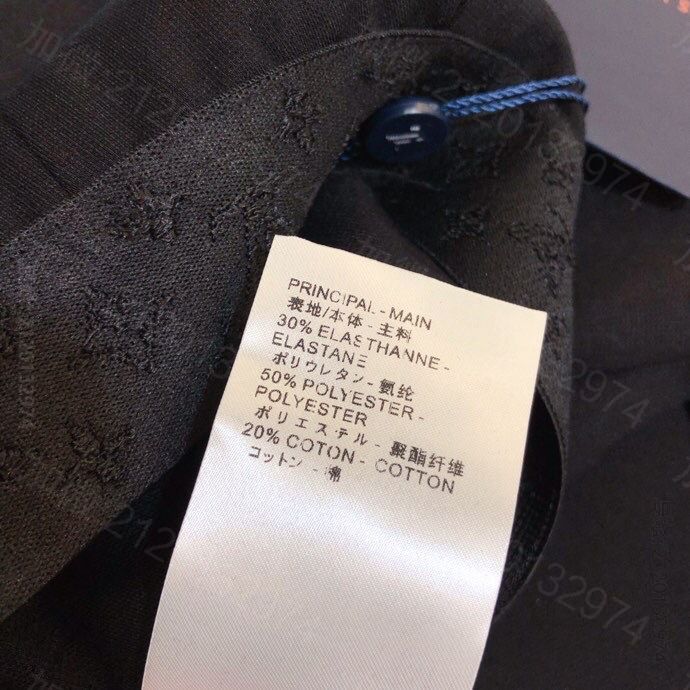 PRINCIPAL - MAIN
表地/本体 - 主料
30% ELASTHANNE -
ELASTANE
ポリウレタン - 氨纶
50% POLYESTER -
POLYESTER
ポリエステル - 聚酯纤维
20% COTON - COTTON
コットン - 棉